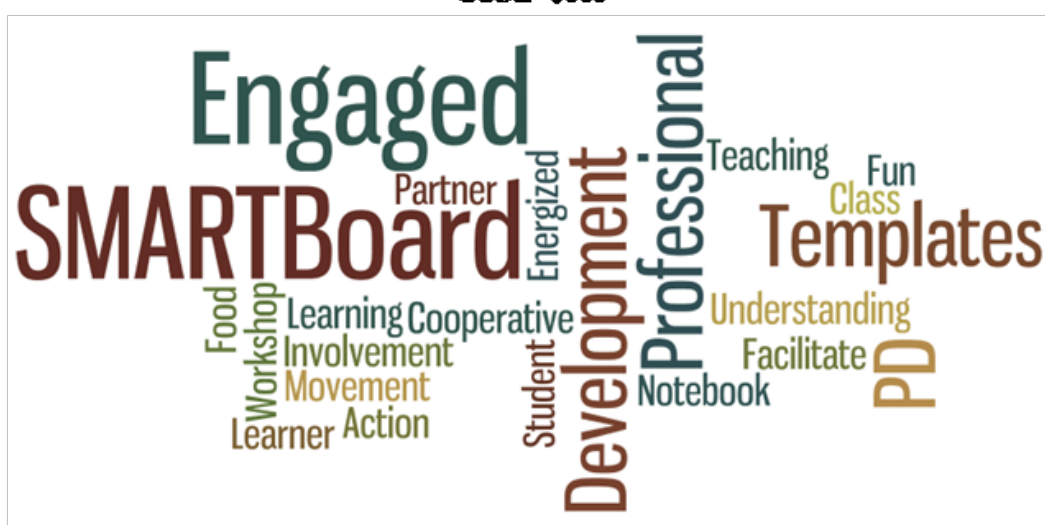 Engaged
Professional
Teaching
Fun
Partner
Energized
Development
Class
SMARTBoard
Templates
Food
Workshop
Learning
Cooperative
Understanding
Involvement
Student
Facilitate
PD
Movement
Notebook
Learner
Action